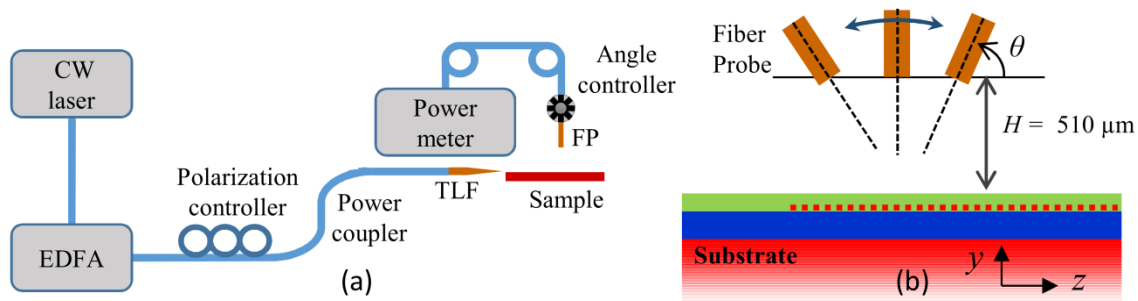 CW
laser
EDFA
Polarization
controller
Power
coupler
Power
meter
TLF
Angle
controller
FP
Sample
(a)
Fiber
Probe
θ
H = 510 µm
Substrate
y
z
(b)